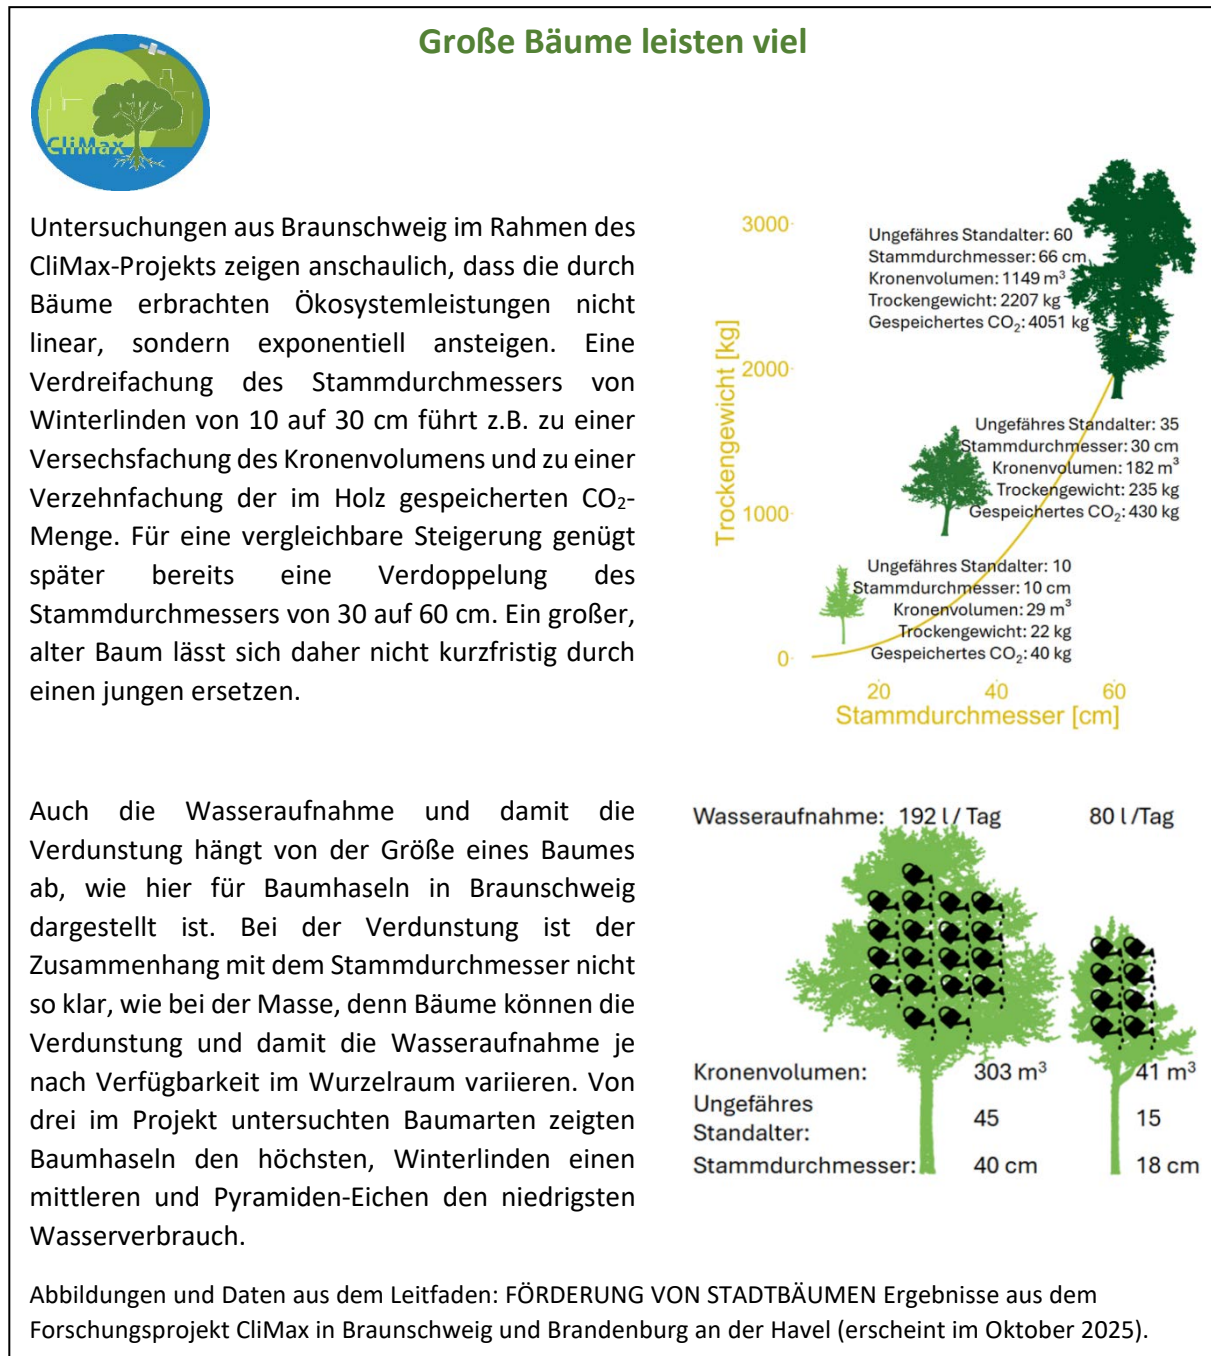 Große Bäume leisten viel
CliMax
Untersuchungen aus Braunschweig im Rahmen des
CliMax-Projekts zeigen anschaulich, dass die durch
Bäume erbrachten Ökosystemleistungen nicht
linear, sondern exponentiell ansteigen. Eine
Verdreifachung des Stammdurchmessers von
Winterlinden von 10 auf 30 cm führt z.B. zu einer
Versechsfachung des Kronenvolumens und zu einer
Verzehnfachung der im Holz gespeicherten CO₂-
Menge. Für eine vergleichbare Steigerung genügt
später bereits eine Verdoppelung des
Stammdurchmessers von 30 auf 60 cm. Ein großer,
alter Baum lässt sich daher nicht kurzfristig durch
einen jungen ersetzen.
Trockengewicht [kg]
3000
2000
1000
0
Ungefähres Standalter: 60
Stammdurchmesser: 66 cm
Kronenvolumen: 1149 m³
Trockengewicht: 2207 kg
Gespeichertes CO₂: 4051 kg
Ungefähres Standalter: 35
Stammdurchmesser: 30 cm
Kronenvolumen: 182 m³
Trockengewicht: 235 kg
Gespeichertes CO₂: 430 kg
Ungefähres Standalter: 10
Stammdurchmesser: 10 cm
Kronenvolumen: 29 m³
Trockengewicht: 22 kg
Gespeichertes CO₂: 40 kg
20 40 60
Stammdurchmesser [cm]
Auch die Wasseraufnahme und damit die
Verdunstung hängt von der Größe eines Baumes
ab, wie hier für Baumhaseln in Braunschweig
dargestellt ist. Bei der Verdunstung ist der
Zusammenhang mit dem Stammdurchmesser nicht
so klar, wie bei der Masse, denn Bäume können die
Verdunstung und damit die Wasseraufnahme je
nach Verfügbarkeit im Wurzelraum variieren. Von
drei im Projekt untersuchten Baumarten zeigten
Baumhaseln den höchsten, Winterlinden einen
mittleren und Pyramiden-Eichen den niedrigsten
Wasserverbrauch.
Wasseraufnahme: 192 l / Tag 80 l /Tag
Kronenvolumen: 303 m³ 41 m³
Ungefähres
Standalter: 45 15
Stammdurchmesser: 40 cm 18 cm
Abbildungen und Daten aus dem Leitfaden: FÖRDERUNG VON STADTBÄUMEN Ergebnisse aus dem
Forschungsprojekt CliMax in Braunschweig und Brandenburg an der Havel (erscheint im Oktober 2025).